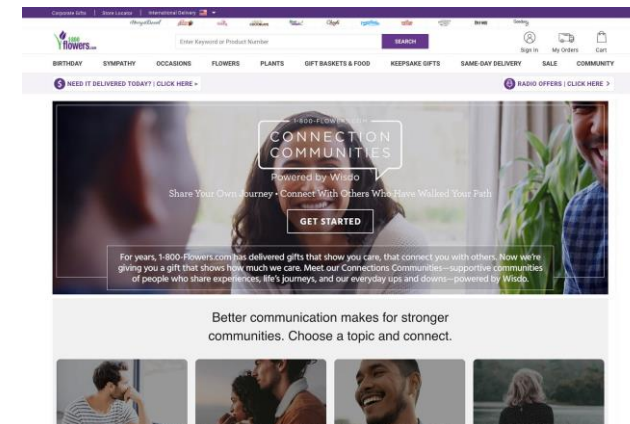 Corporate Gifts | Store Locator | International Delivery
1800
flowers.com
Enter Keyword or Product Number
SEARCH
Sign In
My Orders
Cart
BIRTHDAY SYMPATHY OCCASIONS FLOWERS PLANTS GIFT BASKETS & FOOD KEEPSAKE GIFTS SAME-DAY DELIVERY SALE COMMUNITY
NEED IT DELIVERED TODAY? | CLICK HERE
RADIO OFFERS | CLICK HERE >
1-800-FLOWERS.COM
CONNECTION
COMMUNITIES
Powered by Wisdo
Share Your Own Journey • Connect With Others Who Have Walked Your Path
GET STARTED
For years, 1-800-Flowers.com has delivered gifts that show you care, that connect you with others. Now we're
giving you a gift that shows how much we care. Meet our Connections Communities—supportive communities
of people who share experiences, life's journeys, and our everyday ups and downs—powered by Wisdo.
Better communication makes for stronger
communities. Choose a topic and connect.